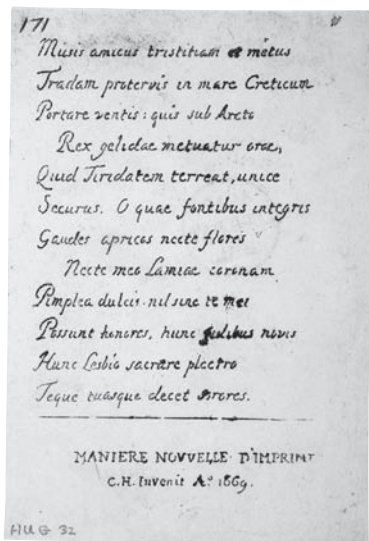 171
Musis amicus tristitiam et metus
Tradam protervis in mare Creticum
Portare ventis: quis sub Arcto
Rex gelidae metuatur orae,
Quid Tiridatem terreat, unice
Securus. O quae fontibus integris
Gaudes apricos necte flores
Necte meo Lamiae coronam
Pimplea dulcis. nil sine te mei
Possunt honores, hunc fidibus novis
Hunc Lesbio sacrare plectro
Teque tuasque decet sorores.
MANIERE NOVVELLE D'IMPRIM
C.H. Invenit Aº 1669.
HUG 32